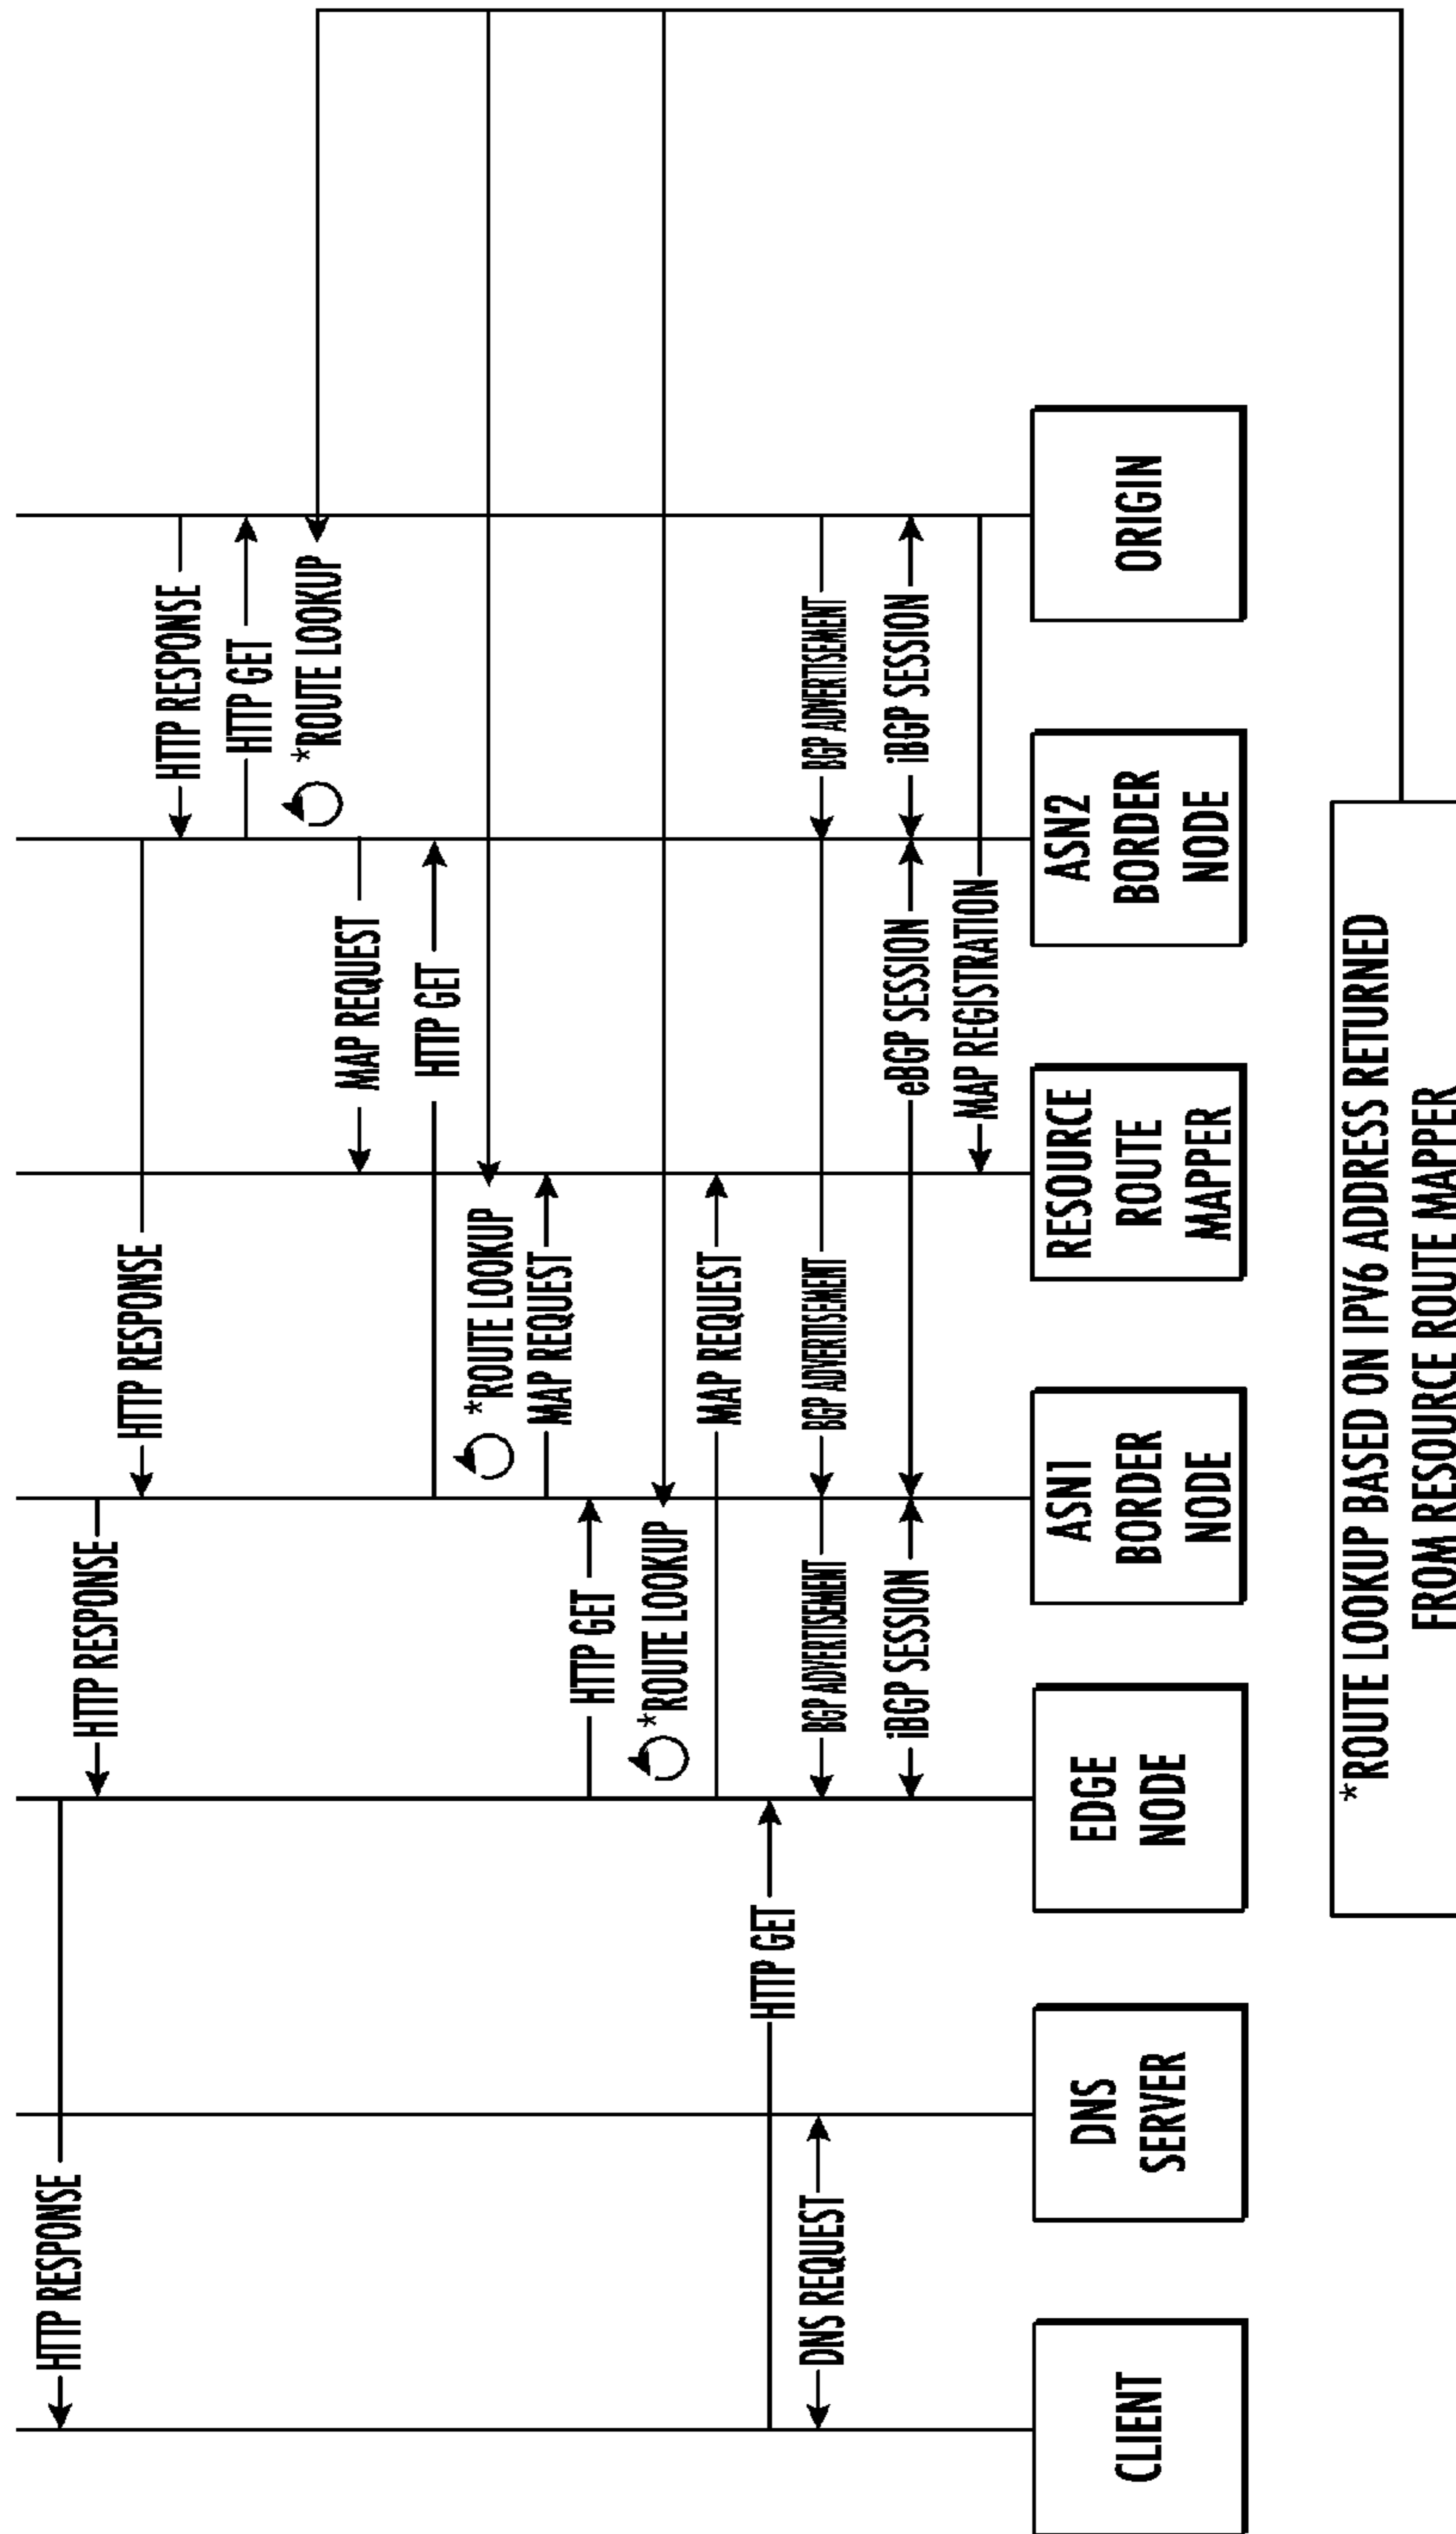 HTTP RESPONSE
HTTP RESPONSE
HTTP RESPONSE
HTTP RESPONSE
HTTP GET
*ROUTE LOOKUP
MAP REQUEST
HTTP GET
*ROUTE LOOKUP
MAP REQUEST
HTTP GET
*ROUTE LOOKUP
MAP REQUEST
HTTP GET
DNS REQUEST
BGP ADVERTISEMENT
BGP ADVERTISEMENT
BGP ADVERTISEMENT
iBGP SESSION
eBGP SESSION
iBGP SESSION
MAP REGISTRATION
CLIENT
DNS
SERVER
EDGE
NODE
ASN1
BORDER
NODE
RESOURCE
ROUTE
MAPPER
ASN2
BORDER
NODE
ORIGIN
*ROUTE LOOKUP BASED ON IPV6 ADDRESS RETURNED
FROM RESOURCE ROUTE MAPPER